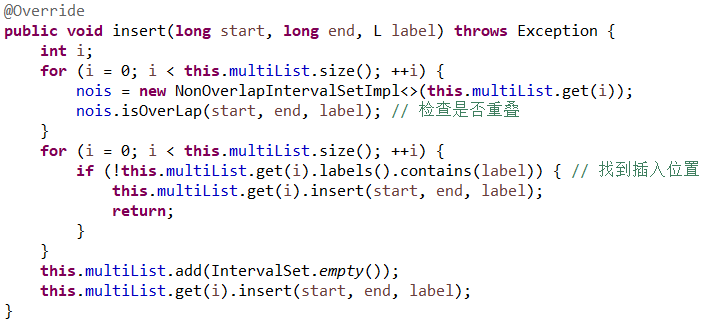 @Override
public void insert(long start, long end, L label) throws Exception {
    int i;
    for (i = 0; i < this.multiList.size(); ++i) {
        nois = new NonOverlapIntervalSetImpl<>(this.multiList.get(i));
        nois.isOverLap(start, end, label); // 检查是否重叠
    }
    for (i = 0; i < this.multiList.size(); ++i) {
        if (!this.multiList.get(i).labels().contains(label)) { // 找到插入位置
            this.multiList.get(i).insert(start, end, label);
            return;
        }
    }
    this.multiList.add(IntervalSet.empty());
    this.multiList.get(i).insert(start, end, label);
}